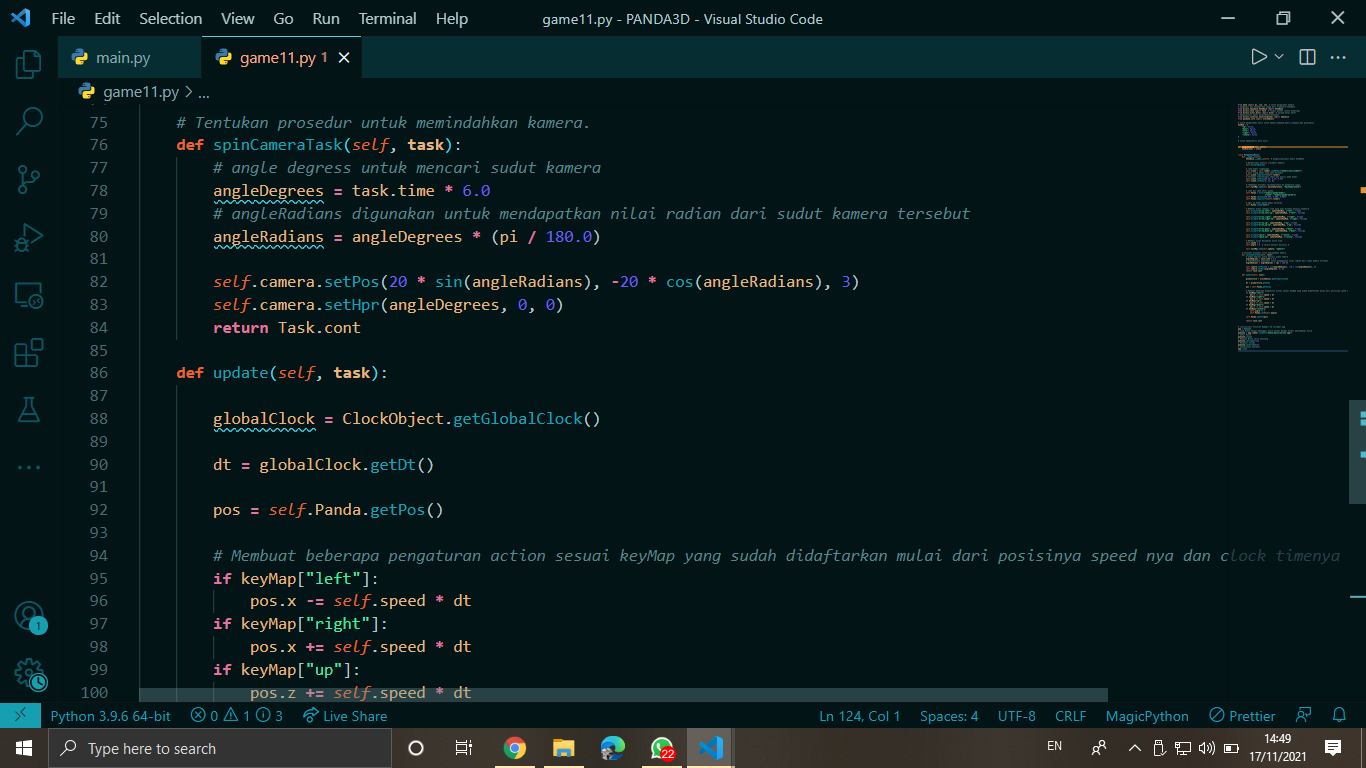 File Edit Selection View Go Run Terminal Help game11.py - PANDA3D - Visual Studio Code
main.py game11.py 1
game11.py > ...
75 # Tentukan prosedur untuk memindahkan kamera.
76 def spinCameraTask(self, task):
77 # angle degress untuk mencari sudut kamera
78 angleDegrees = task.time * 6.0
79 # angleRadians digunakan untuk mendapatkan nilai radian dari sudut kamera tersebut
80 angleRadians = angleDegrees * (pi / 180.0)
81
82 self.camera.setPos(20 * sin(angleRadians), -20 * cos(angleRadians), 3)
83 self.camera.setHpr(angleDegrees, 0, 0)
84 return Task.cont
85
86 def update(self, task):
87
88 globalClock = ClockObject.getGlobalClock()
89
90 dt = globalClock.getDt()
91
92 pos = self.Panda.getPos()
93
94 # Membuat beberapa pengaturan action sesuai keyMap yang sudah didaftarkan mulai dari posisinya speed nya dan clock timenya
95 if keyMap["left"]:
96 pos.x -= self.speed * dt
97 if keyMap["right"]:
98 pos.x += self.speed * dt
99 if keyMap["up"]:
100 pos.z += self.speed * dt
1
Python 3.9.6 64-bit 0 1 3 Live Share Ln 124, Col 1 Spaces: 4 UTF-8 CRLF MagicPython Prettier
Type here to search 22 EN 14:49
17/11/2021